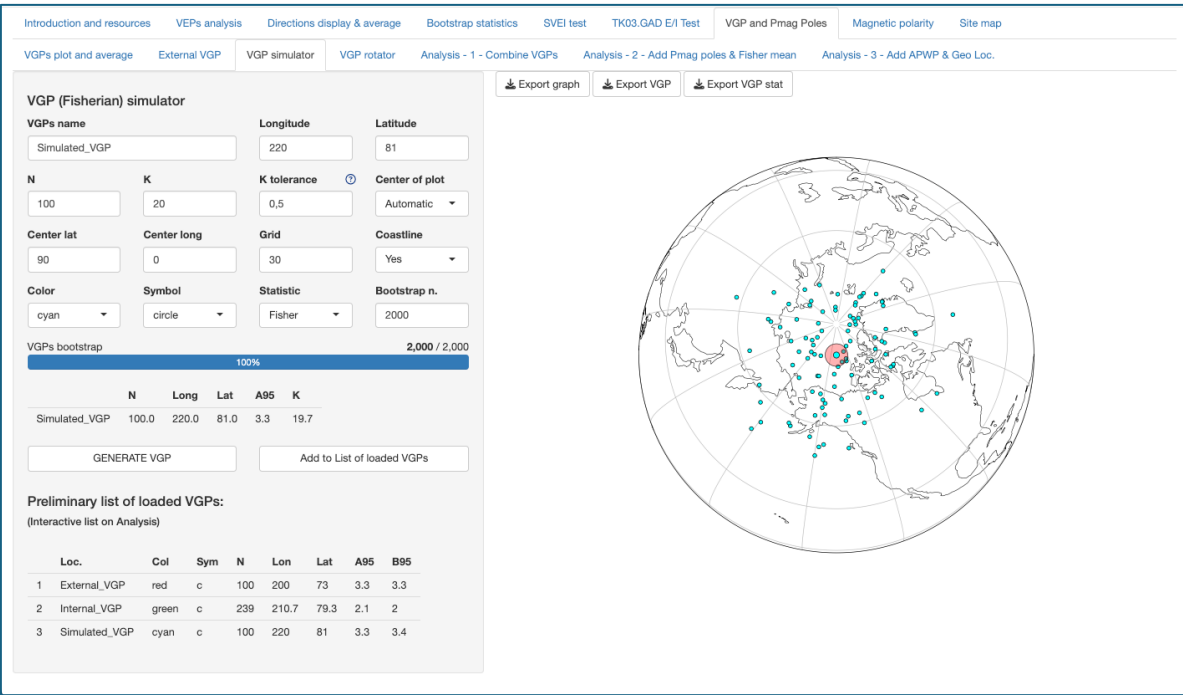 Introduction and resources VEPs analysis Directions display & average Bootstrap statistics SVEI test TK03.GAD E/I Test VGP and Pmag Poles Magnetic polarity Site map
VGPs plot and average External VGP VGP simulator VGP rotator Analysis - 1 - Combine VGPs Analysis - 2 - Add Pmag poles & Fisher mean Analysis - 3 - Add APWP & Geo Loc.
Export graph Export VGP Export VGP stat
VGP (Fisherian) simulator
VGPs name Longitude Latitude
Simulated_VGP 220 81
N K K tolerance ? Center of plot
100 20 0,5 Automatic
Center lat Center long Grid Coastline
90 0 30 Yes
Color Symbol Statistic Bootstrap n.
cyan circle Fisher 2000
VGPs bootstrap 2,000 / 2,000
100%
N Long Lat A95 K
Simulated_VGP 100.0 220.0 81.0 3.3 19.7
GENERATE VGP Add to List of loaded VGPs
Preliminary list of loaded VGPs:
(Interactive list on Analysis)
Loc. Col Sym N Lon Lat A95 B95
1 External_VGP red c 100 200 73 3.3 3.3
2 Internal_VGP green c 239 210.7 79.3 2.1 2
3 Simulated_VGP cyan c 100 220 81 3.3 3.4